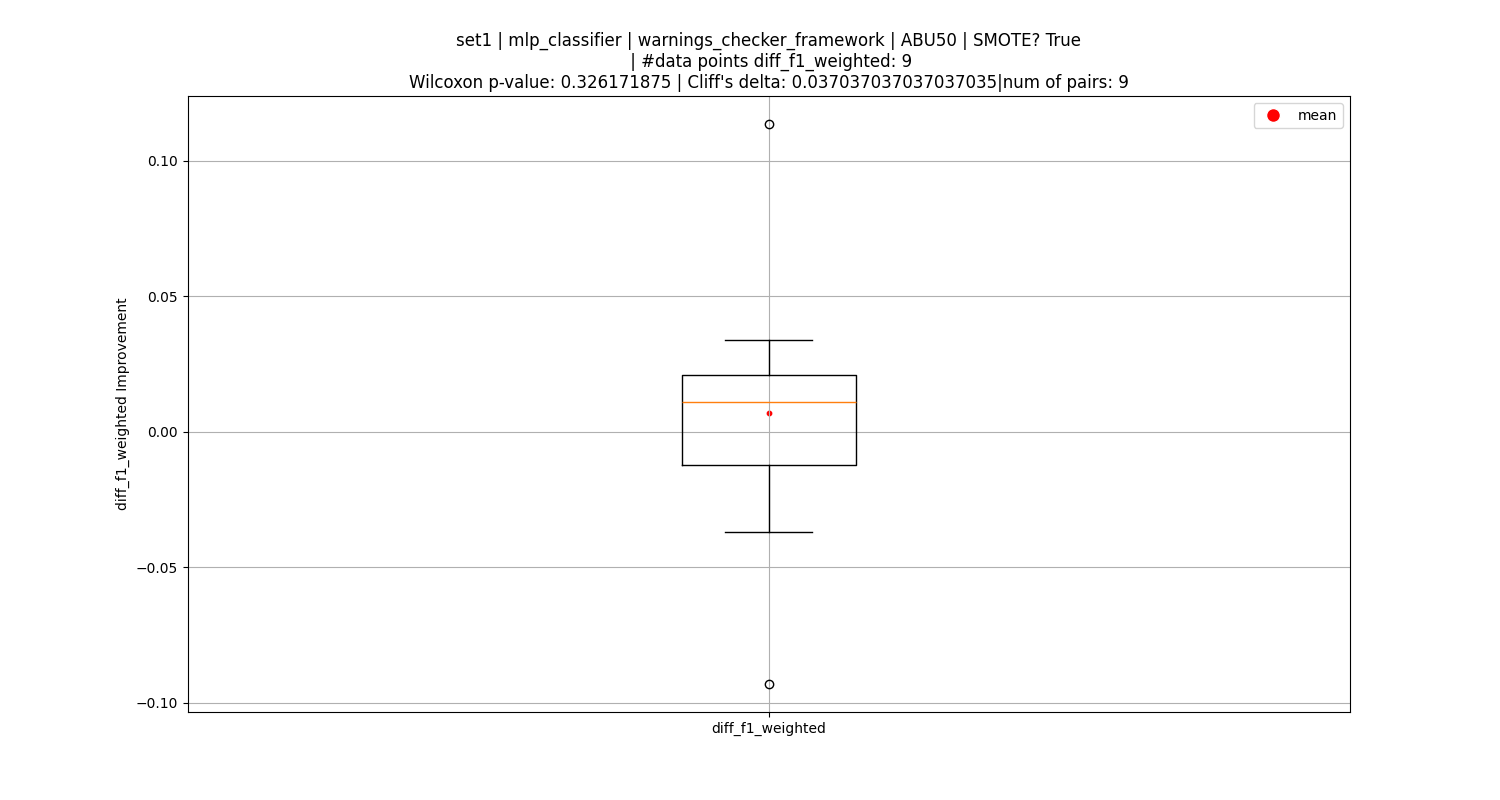 set1 | mlp_classifier | warnings_checker_framework | ABU50 | SMOTE? True
| #data points diff_f1_weighted: 9
Wilcoxon p-value: 0.326171875 | Cliff's delta: 0.037037037037037035|num of pairs: 9
mean
0.10
0.05
0.00
−0.05
−0.10
diff_f1_weighted Improvement
diff_f1_weighted